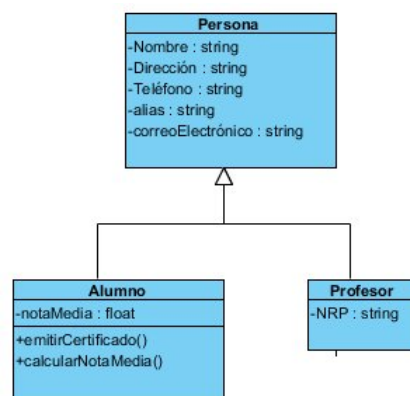 Persona
-Nombre : string
-Dirección : string
-Teléfono : string
-alias : string
-correoElectrónico : string
Alumno
-notaMedia : float
+emitirCertificado()
+calcularNotaMedia()
Profesor
-NRP : string